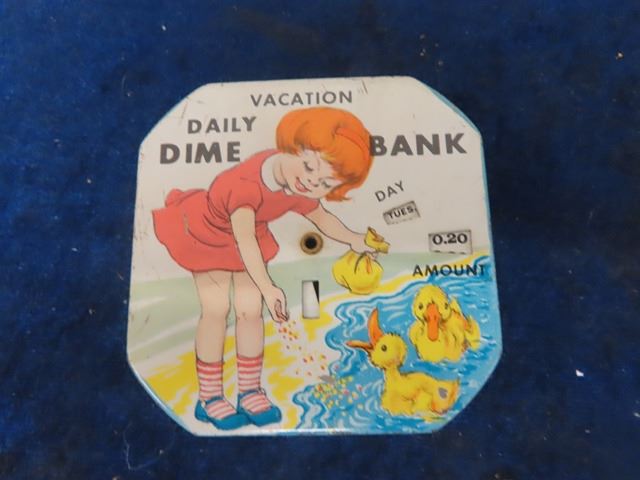 VACATION
DAILY
DIME BANK
DAY
TUES.
0.20
AMOUNT